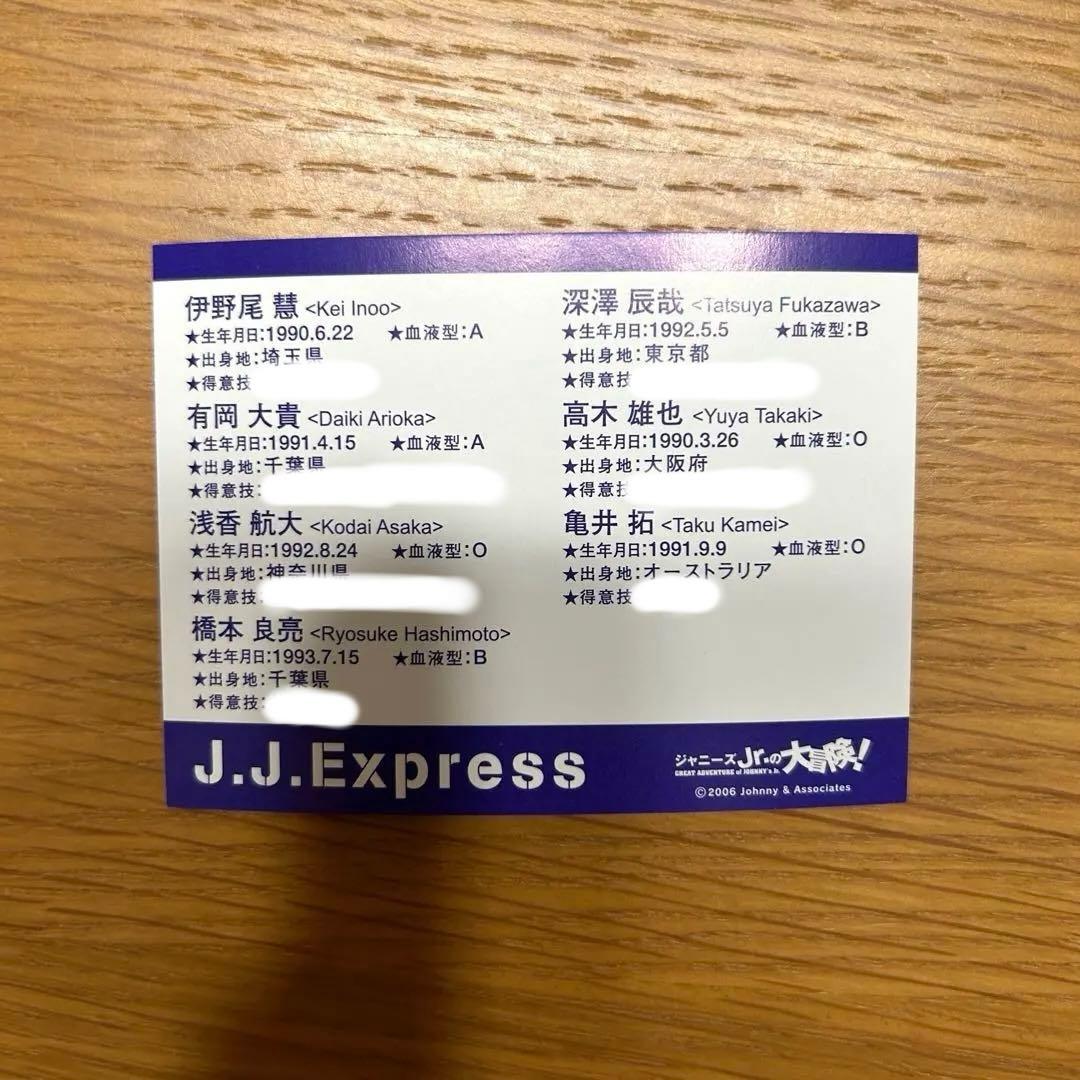 伊野尾 慧 <Kei Inoo>
★生年月日:1990.6.22 ★血液型:A
★出身地:埼玉県
★得意技
有岡 大貴 <Daiki Arioka>
★生年月日:1991.4.15 ★血液型:A
★出身地:千葉県
★得意技:
浅香 航大 <Kodai Asaka>
★生年月日:1992.8.24 ★血液型:O
★出身地:神奈川県
★得意技:
橋本 良亮 <Ryosuke Hashimoto>
★生年月日:1993.7.15 ★血液型:B
★出身地:千葉県
★得意技:
深澤 辰哉 <Tatsuya Fukazawa>
★生年月日:1992.5.5 ★血液型:B
★出身地:東京都
★得意技
高木 雄也 <Yuya Takaki>
★生年月日:1990.3.26 ★血液型:O
★出身地:大阪府
★得意技
亀井 拓 <Taku Kamei>
★生年月日:1991.9.9 ★血液型:O
★出身地:オーストラリア
★得意技
J.J.Express
ジャニーズJr.の大冒険!
GREAT ADVENTURE of JOHNNY's Jr.
©2006 Johnny & Associates